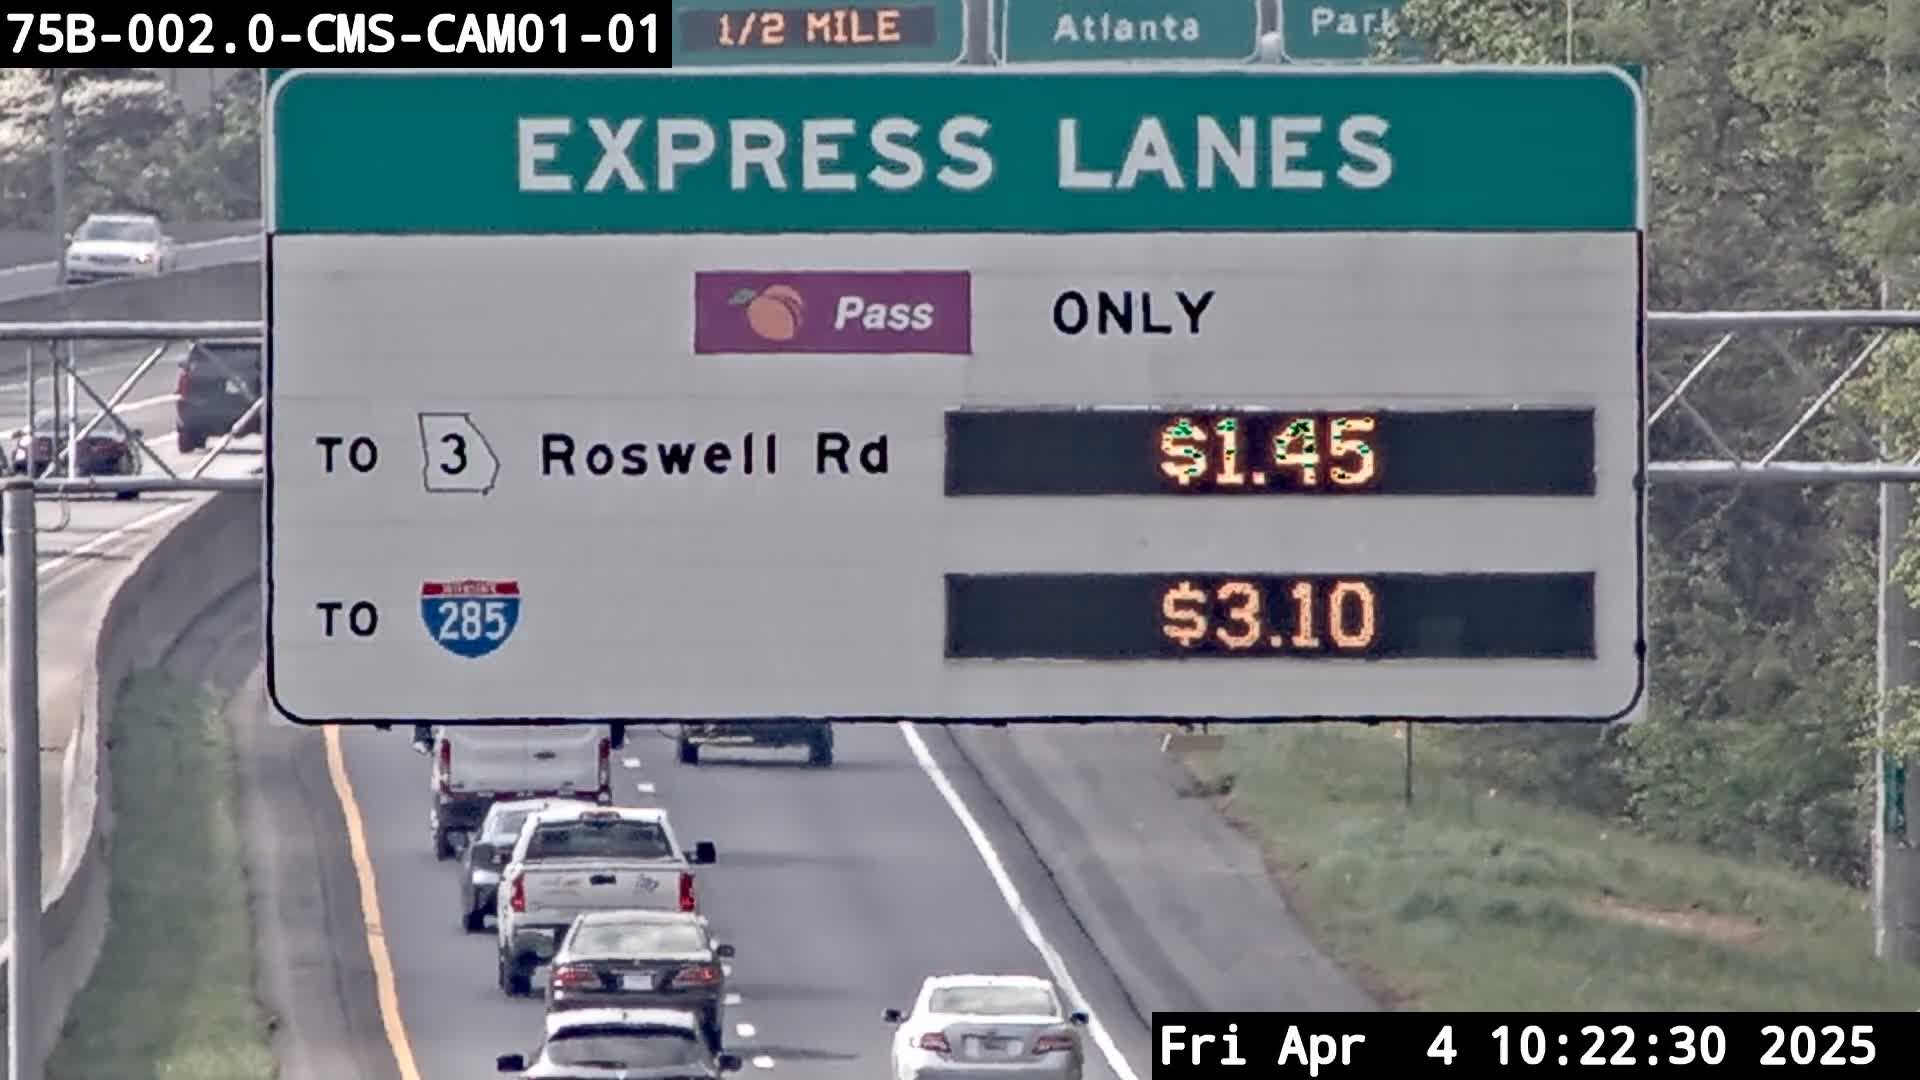 75B-002.0-CMS-CAM01-01
1/2 MILE
Atlanta
Park
EXPRESS LANES
Pass ONLY
TO 3 Roswell Rd $1.45
TO INTERSTATE 285 $3.10
Fri Apr 4 10:22:30 2025